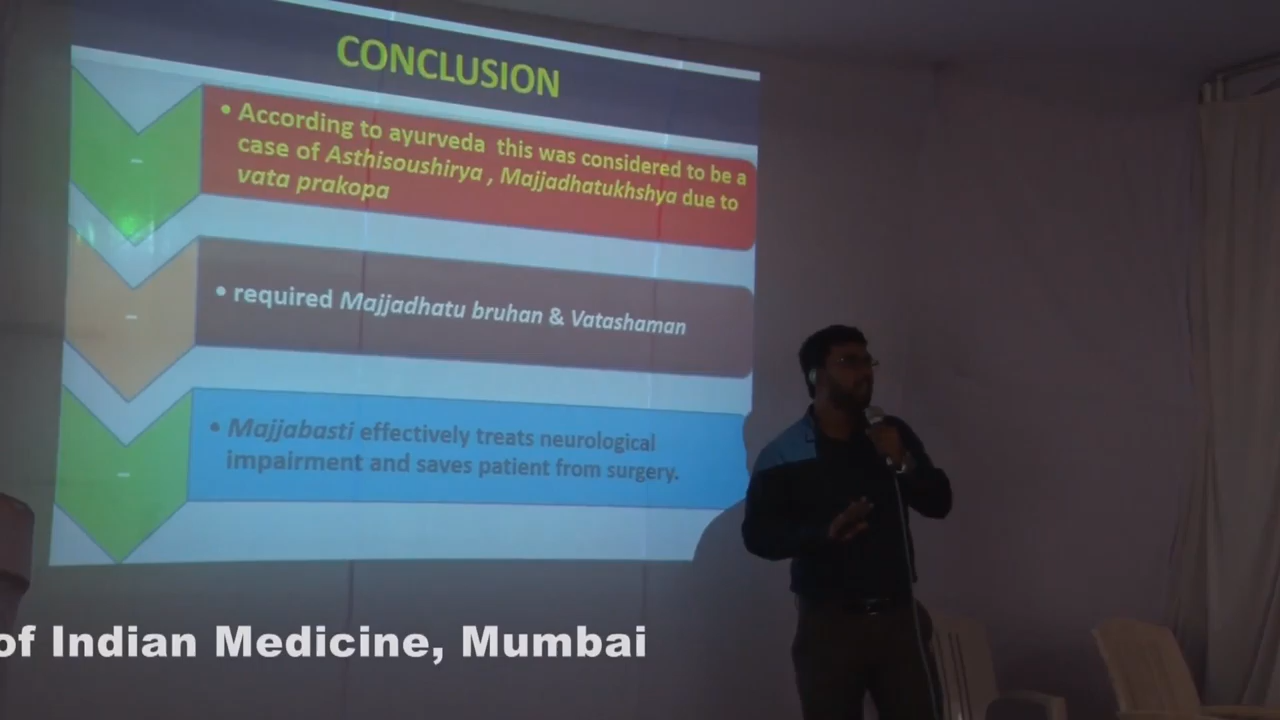 CONCLUSION
• According to ayurveda this was considered to be a
case of Asthisoushirya , Majjadhatukhshya due to
vata prakopa
• required Majjadhatu bruhan & Vatashaman
• Majjabasti effectively treats neurological
impairment and saves patient from surgery.
of Indian Medicine, Mumbai